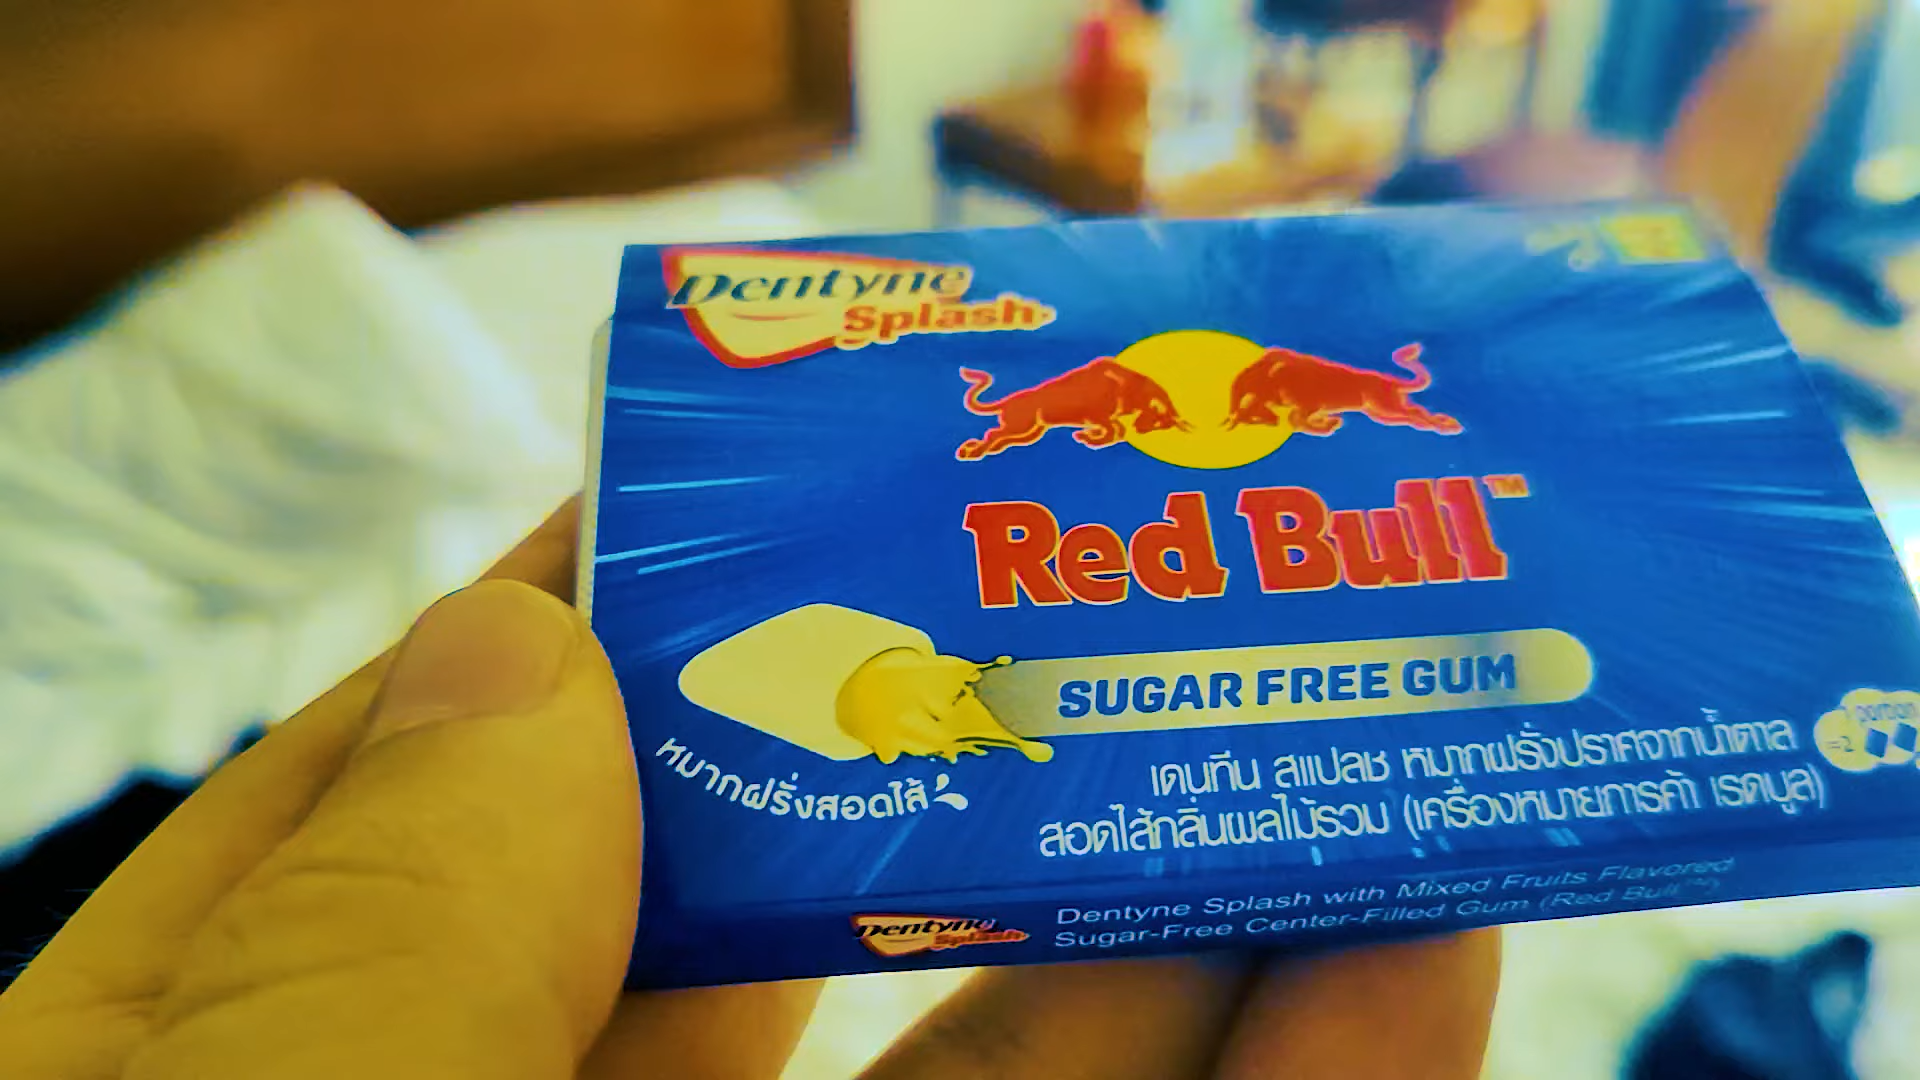 Dentyne
Splash
Red Bull™
SUGAR FREE GUM
หมากฝรั่งสอดไส้
เดนทีน สแปลช หมากฝรั่งปราศจากน้ำตาล
สอดไส้กลิ่นผลไม้รวม (เครื่องหมายการค้า เรดบูล)
1 portion
=2
Dentyne
Splash
Dentyne Splash with Mixed Fruits Flavored
Sugar-Free Center-Filled Gum (Red Bull™)